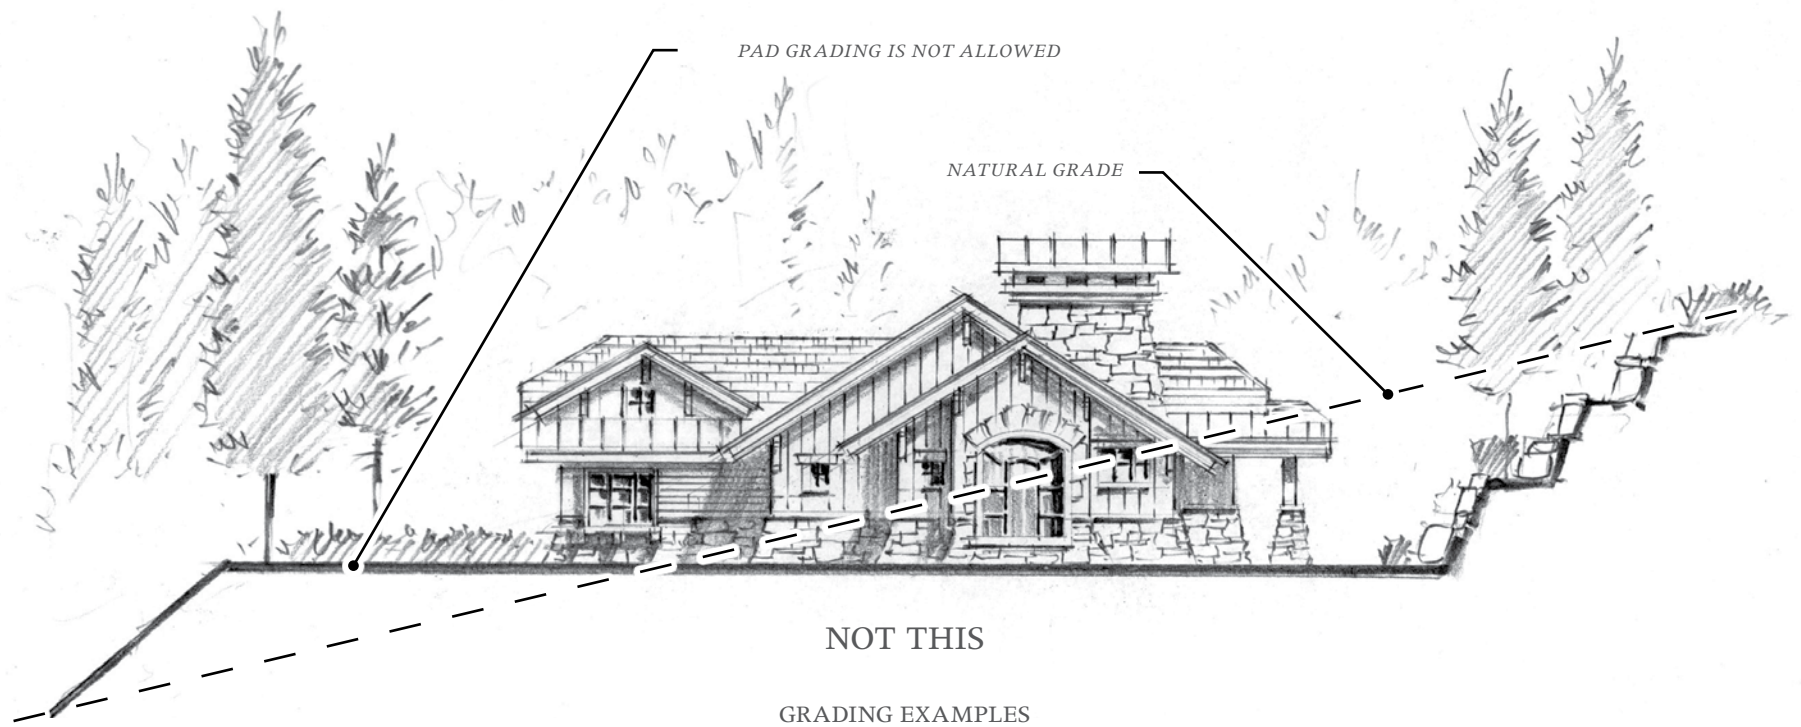 PAD GRADING IS NOT ALLOWED
NATURAL GRADE
NOT THIS
GRADING EXAMPLES